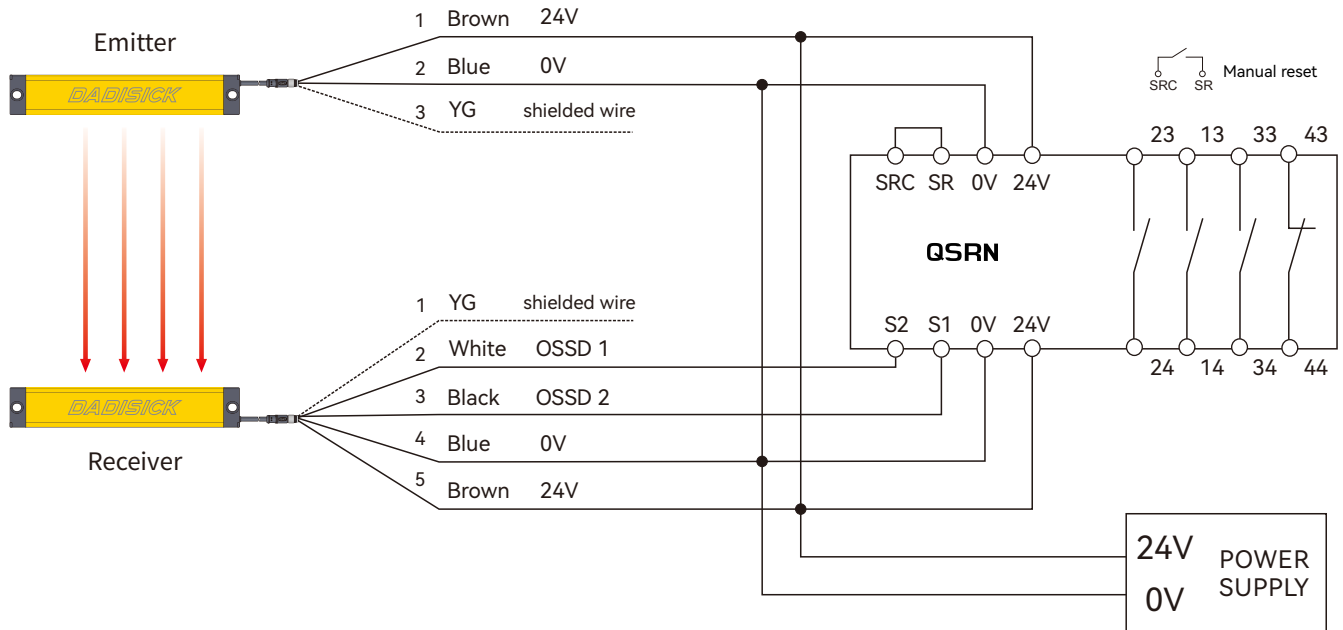 Emitter
DADISICK
1 Brown 24V
2 Blue 0V
3 YG shielded wire
SRC SR Manual reset
23 13 33 43
SRC SR 0V 24V
QSRN
S2 S1 0V 24V
24 14 34 44
1 YG shielded wire
2 White OSSD 1
3 Black OSSD 2
4 Blue 0V
5 Brown 24V
DADISICK
Receiver
24V
0V
POWER
SUPPLY